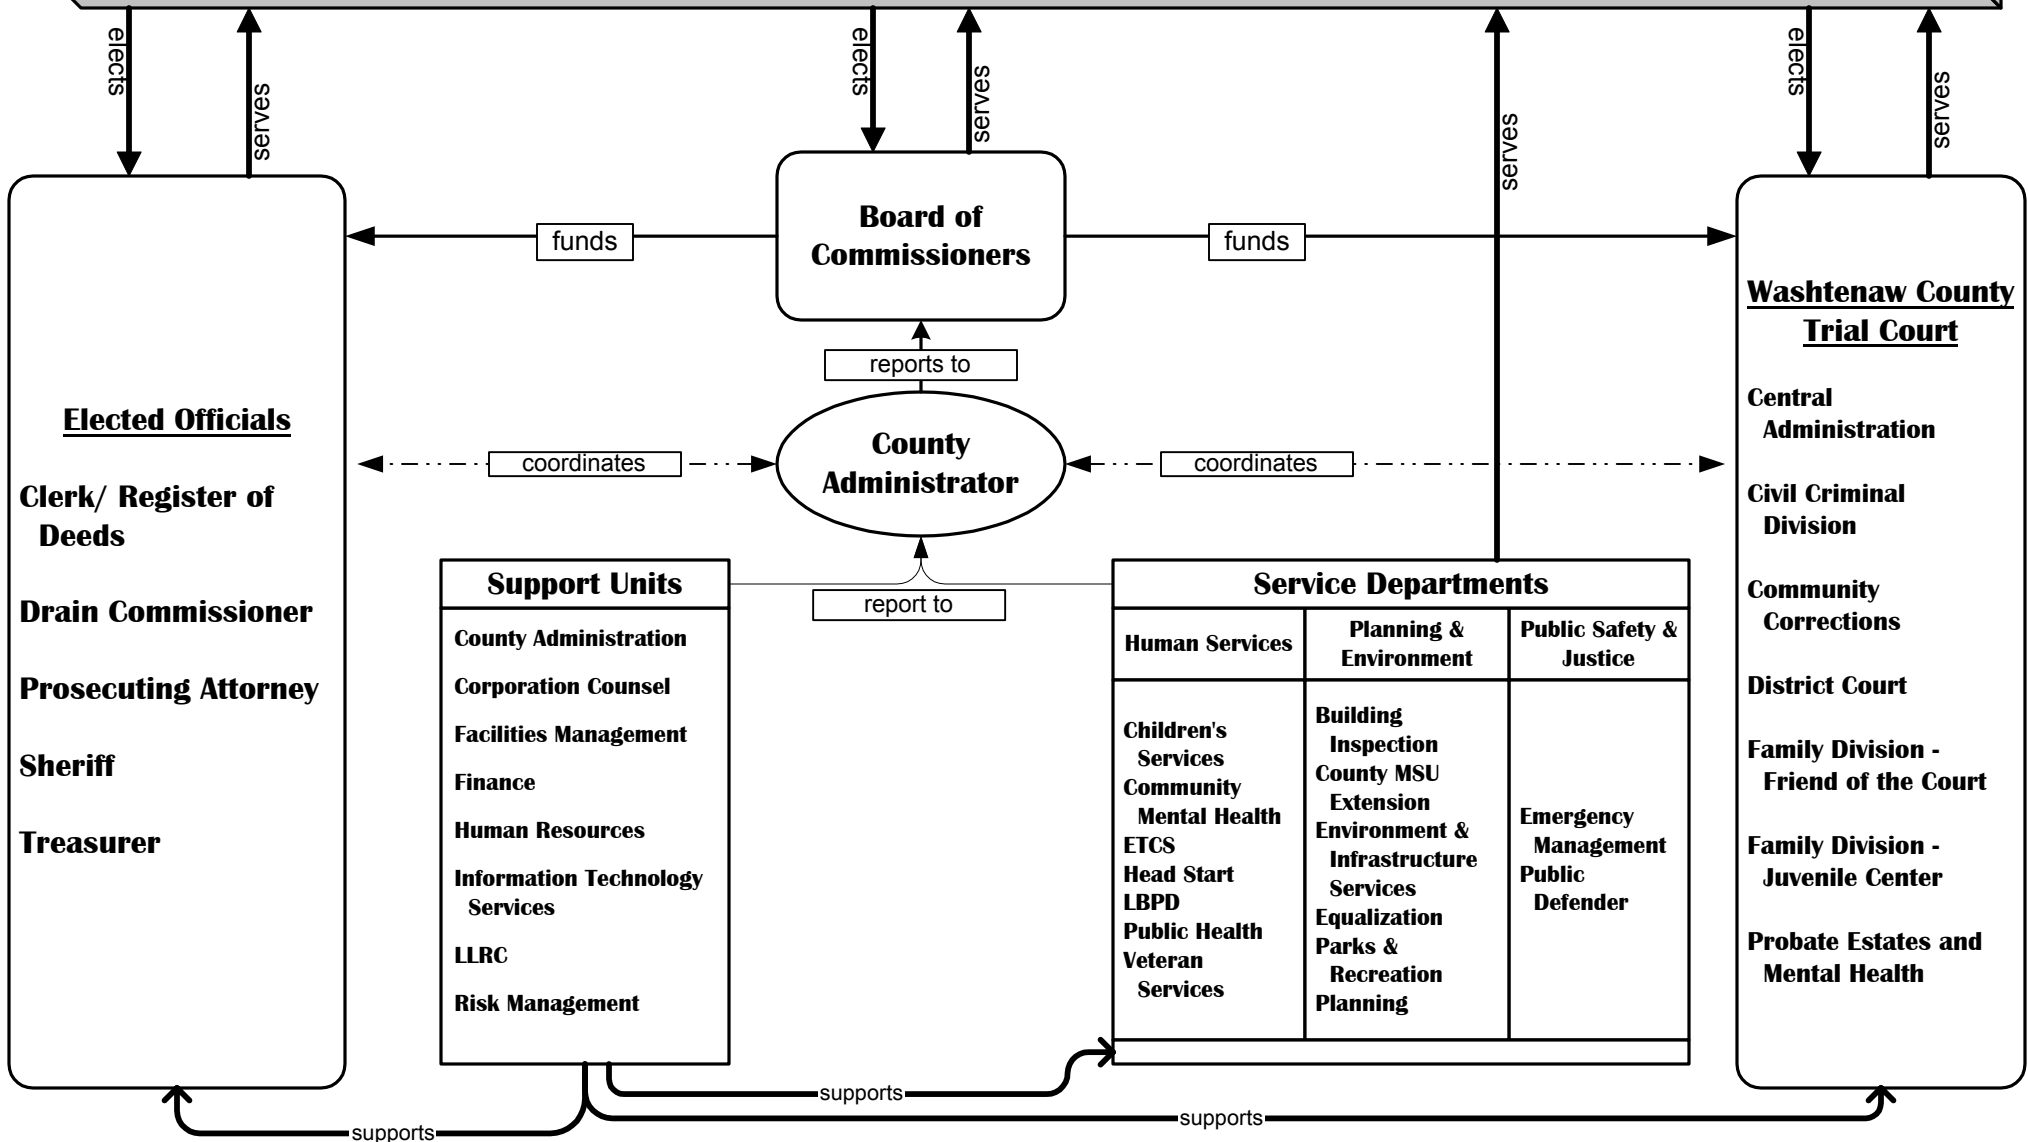 elects
serves
elects
serves
serves
elects
serves
Board of
Commissioners
funds
funds
reports to
County
Administrator
coordinates
coordinates
report to
Elected Officials
Clerk/ Register of
Deeds
Drain Commissioner
Prosecuting Attorney
Sheriff
Treasurer
Support Units
County Administration
Corporation Counsel
Facilities Management
Finance
Human Resources
Information Technology
Services
LLRC
Risk Management
Service Departments
Human Services
Children's
Services
Community
Mental Health
ETCS
Head Start
LBPD
Public Health
Veteran
Services
Planning &
Environment
Building
Inspection
County MSU
Extension
Environment &
Infrastructure
Services
Equalization
Parks &
Recreation
Planning
Public Safety &
Justice
Emergency
Management
Public
Defender
Washtenaw County
Trial Court
Central
Administration
Civil Criminal
Division
Community
Corrections
District Court
Family Division -
Friend of the Court
Family Division -
Juvenile Center
Probate Estates and
Mental Health
supports
supports
supports